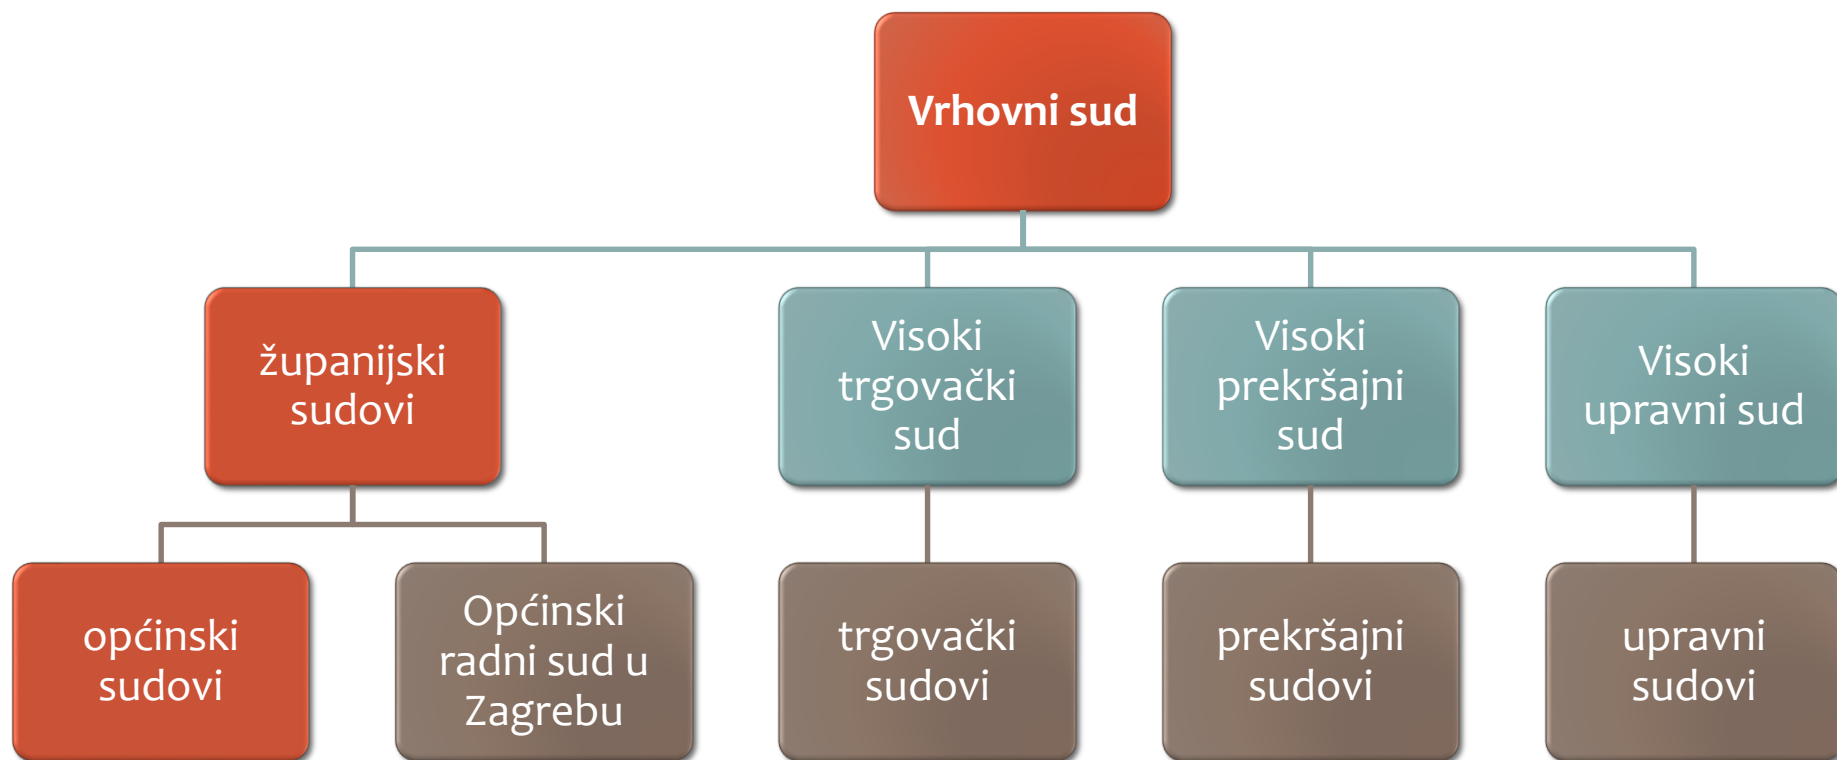 Vrhovni sud
županijski
sudovi
Visoki
trgovački
sud
Visoki
prekršajni
sud
Visoki
upravni sud
općinski
sudovi
Općinski
radni sud u
Zagrebu
trgovački
sudovi
prekršajni
sudovi
upravni
sudovi